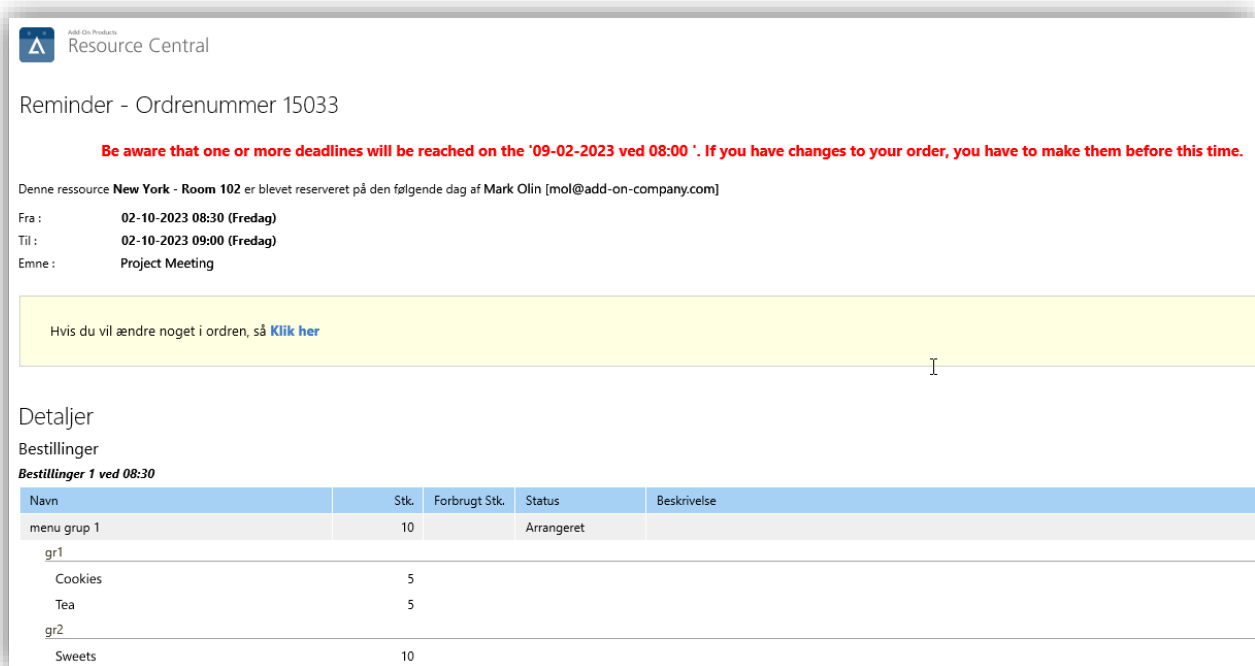 Add-On Products
Resource Central
Reminder - Ordrenummer 15033
Be aware that one or more deadlines will be reached on the '09-02-2023 ved 08:00 '. If you have changes to your order, you have to make them before this time.
Denne ressource New York - Room 102 er blevet reserveret på den følgende dag af Mark Olin [mol@add-on-company.com]
Fra : 02-10-2023 08:30 (Fredag)
Til : 02-10-2023 09:00 (Fredag)
Emne : Project Meeting
Hvis du vil ændre noget i ordren, så Klik her
Detaljer
Bestillinger
Bestillinger 1 ved 08:30
Navn Stk. Forbrugt Stk. Status Beskrivelse
menu grup 1 10 Arrangeret
gr1
Cookies 5
Tea 5
gr2
Sweets 10